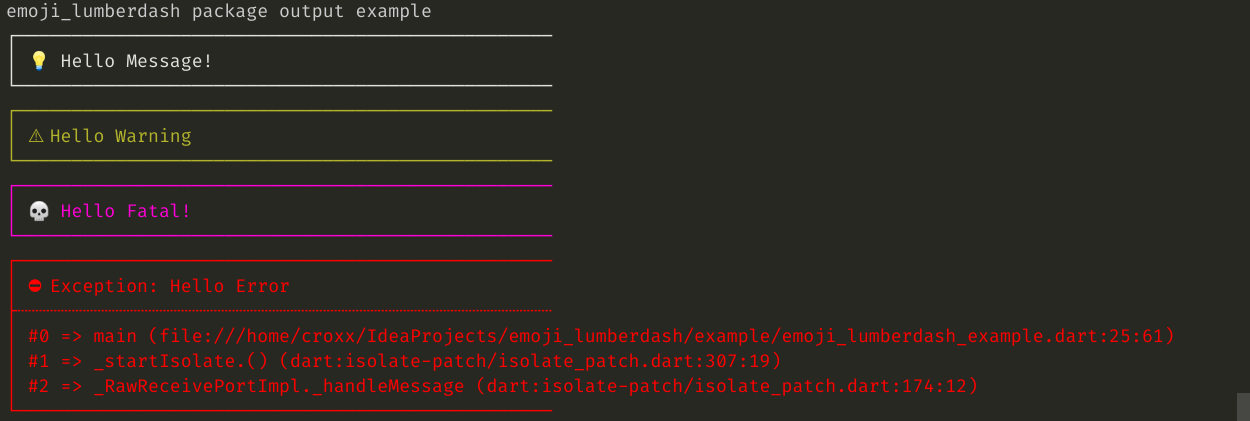 emoji_lumberdash package output example
💡 Hello Message!
⚠ Hello Warning
💀 Hello Fatal!
⛔ Exception: Hello Error
#0 => main (file:///home/croxx/IdeaProjects/emoji_lumberdash/example/emoji_lumberdash_example.dart:25:61)
#1 => _startIsolate.() (dart:isolate-patch/isolate_patch.dart:307:19)
#2 => _RawReceivePortImpl._handleMessage (dart:isolate-patch/isolate_patch.dart:174:12)